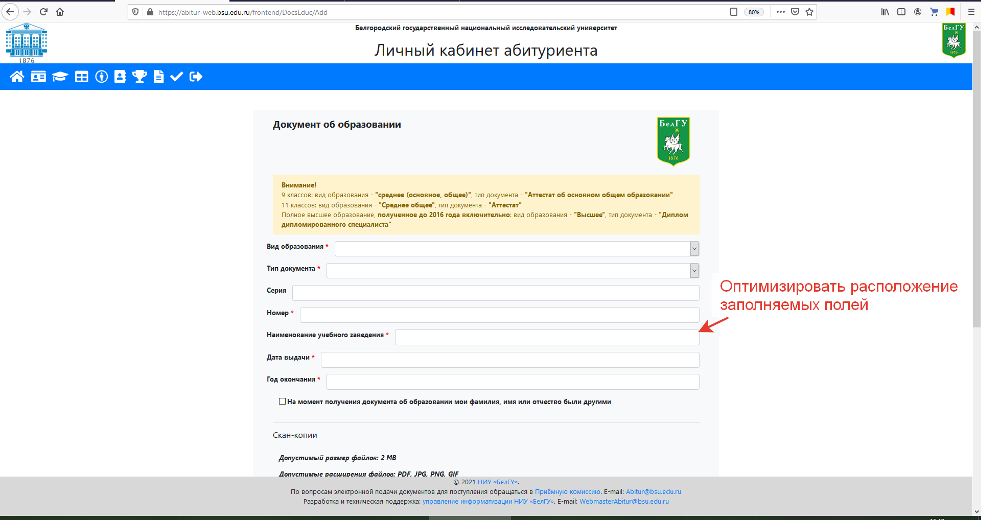 https://abitur-web.bsu.edu.ru/frontend/DocsEduc/Add
80%
Белгородский государственный национальный исследовательский университет
Личный кабинет абитуриента
1876
БелГУ
1876
Документ об образовании
БелГУ
1876
Внимание!
9 классов: вид образования - "среднее (основное, общее)", тип документа - "Аттестат об основном общем образовании"
11 классов: вид образования - "Среднее общее", тип документа - "Аттестат"
Полное высшее образование, полученное до 2016 года включительно: вид образования - "Высшее", тип документа - "Диплом
дипломированного специалиста"
Вид образования *
Тип документа *
Серия
Номер *
Наименование учебного заведения *
Дата выдачи *
Год окончания *
Оптимизировать расположение
заполняемых полей
На момент получения документа об образовании мои фамилия, имя или отчество были другими
Скан-копии
Допустимый размер файлов: 2 MB
Допустимые расширения файлов: PDF, JPG, PNG, GIF
© 2021 НИУ «БелГУ».
По вопросам электронной подачи документов для поступления обращаться в Приёмную комиссию. E-mail: Abitur@bsu.edu.ru
Разработка и техническая поддержка: управление информатизации НИУ «БелГУ». E-mail: WebmasterAbitur@bsu.edu.ru